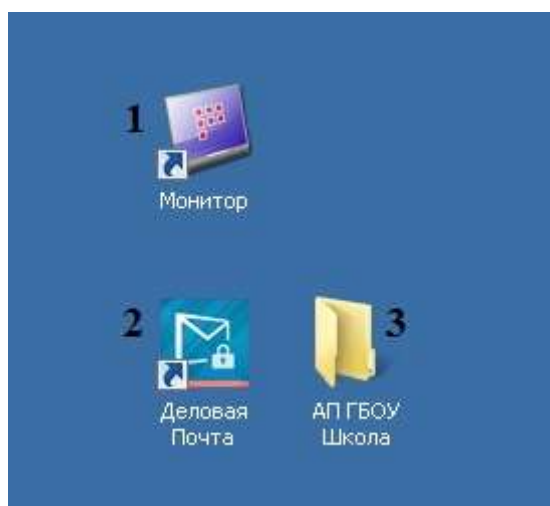 1
Монитор
2
3
Деловая
Почта
АП ГБОУ
Школа